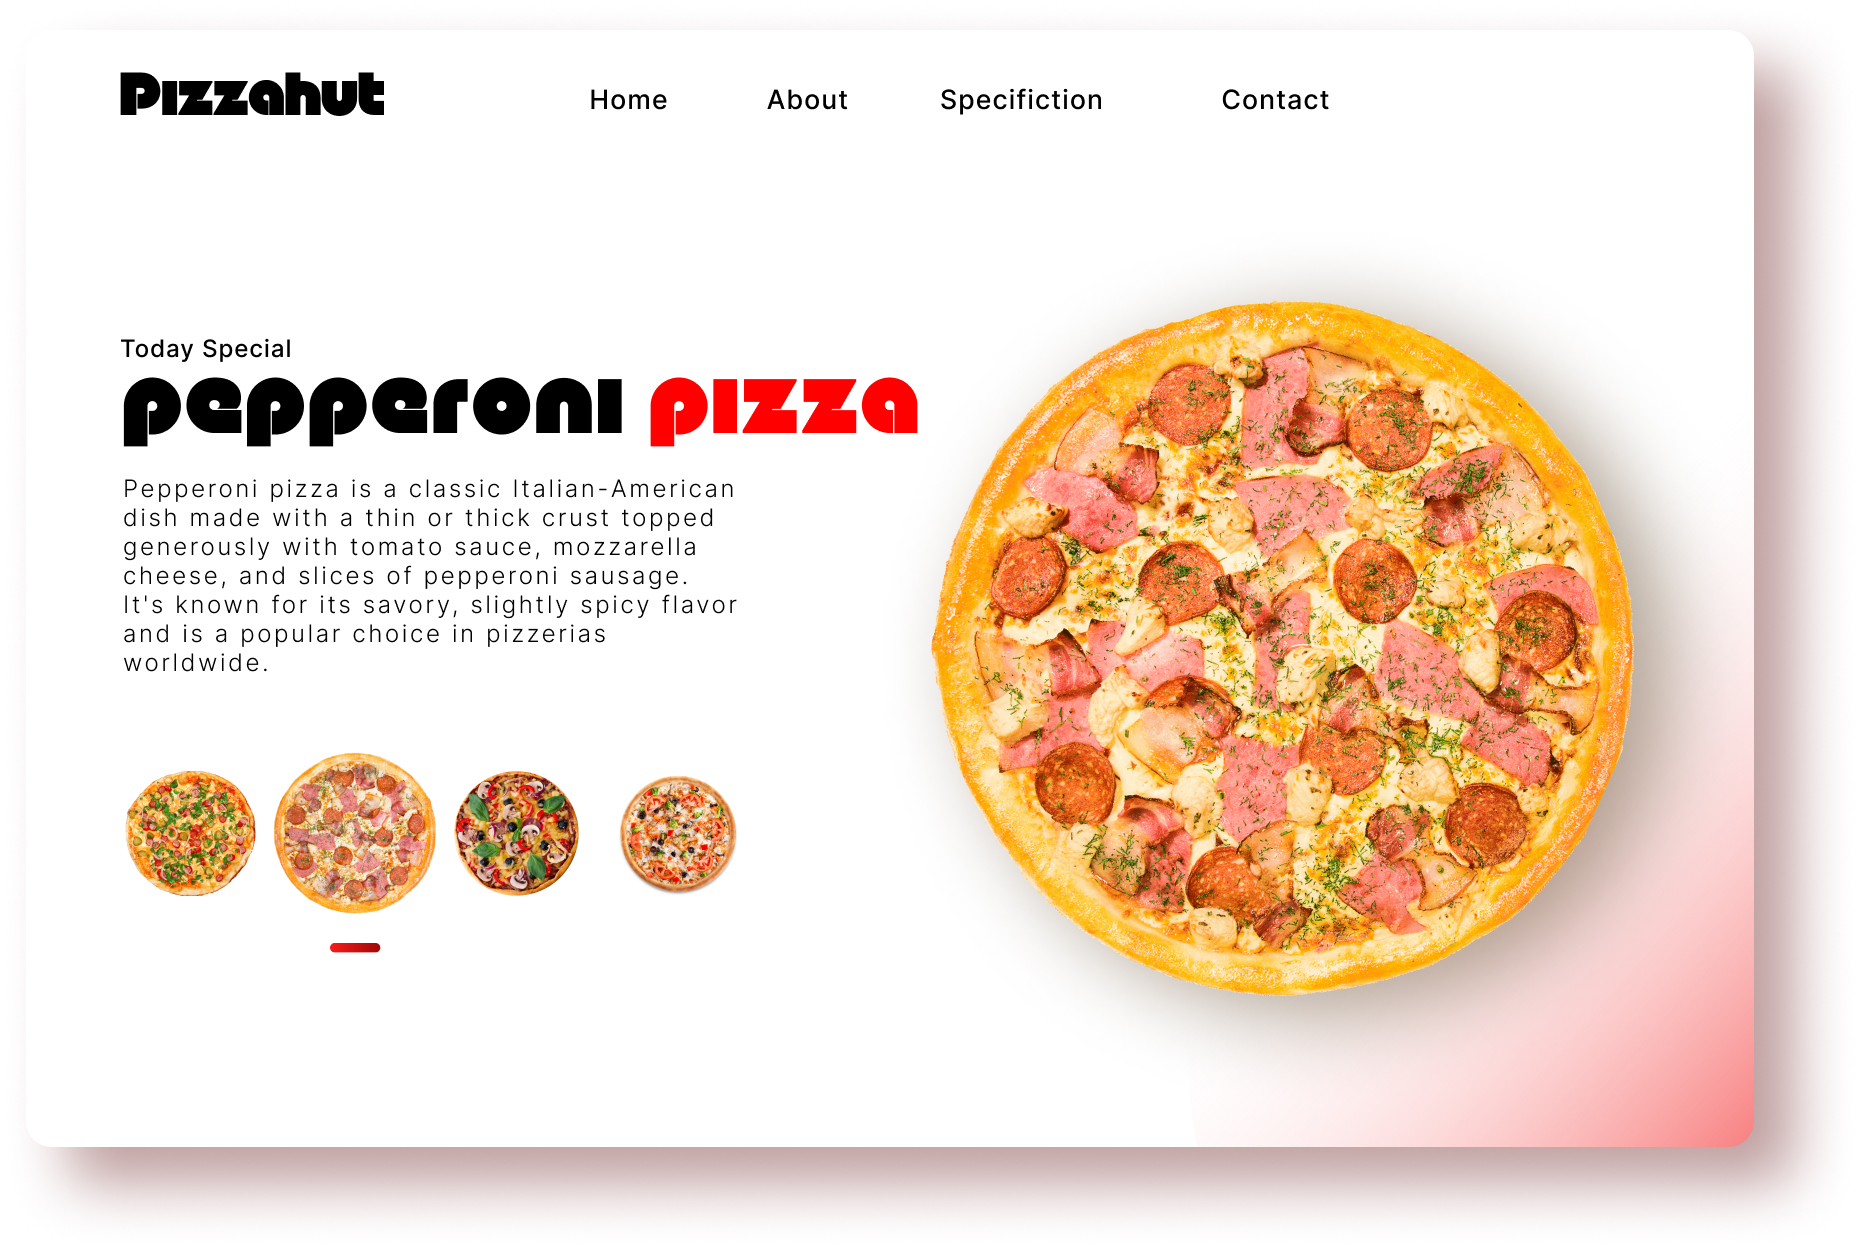 Pizzahut
Home About Specifiction Contact
Today Special
pepperoni pizza
Pepperoni pizza is a classic Italian-American
dish made with a thin or thick crust topped
generously with tomato sauce, mozzarella
cheese, and slices of pepperoni sausage.
It's known for its savory, slightly spicy flavor
and is a popular choice in pizzerias
worldwide.